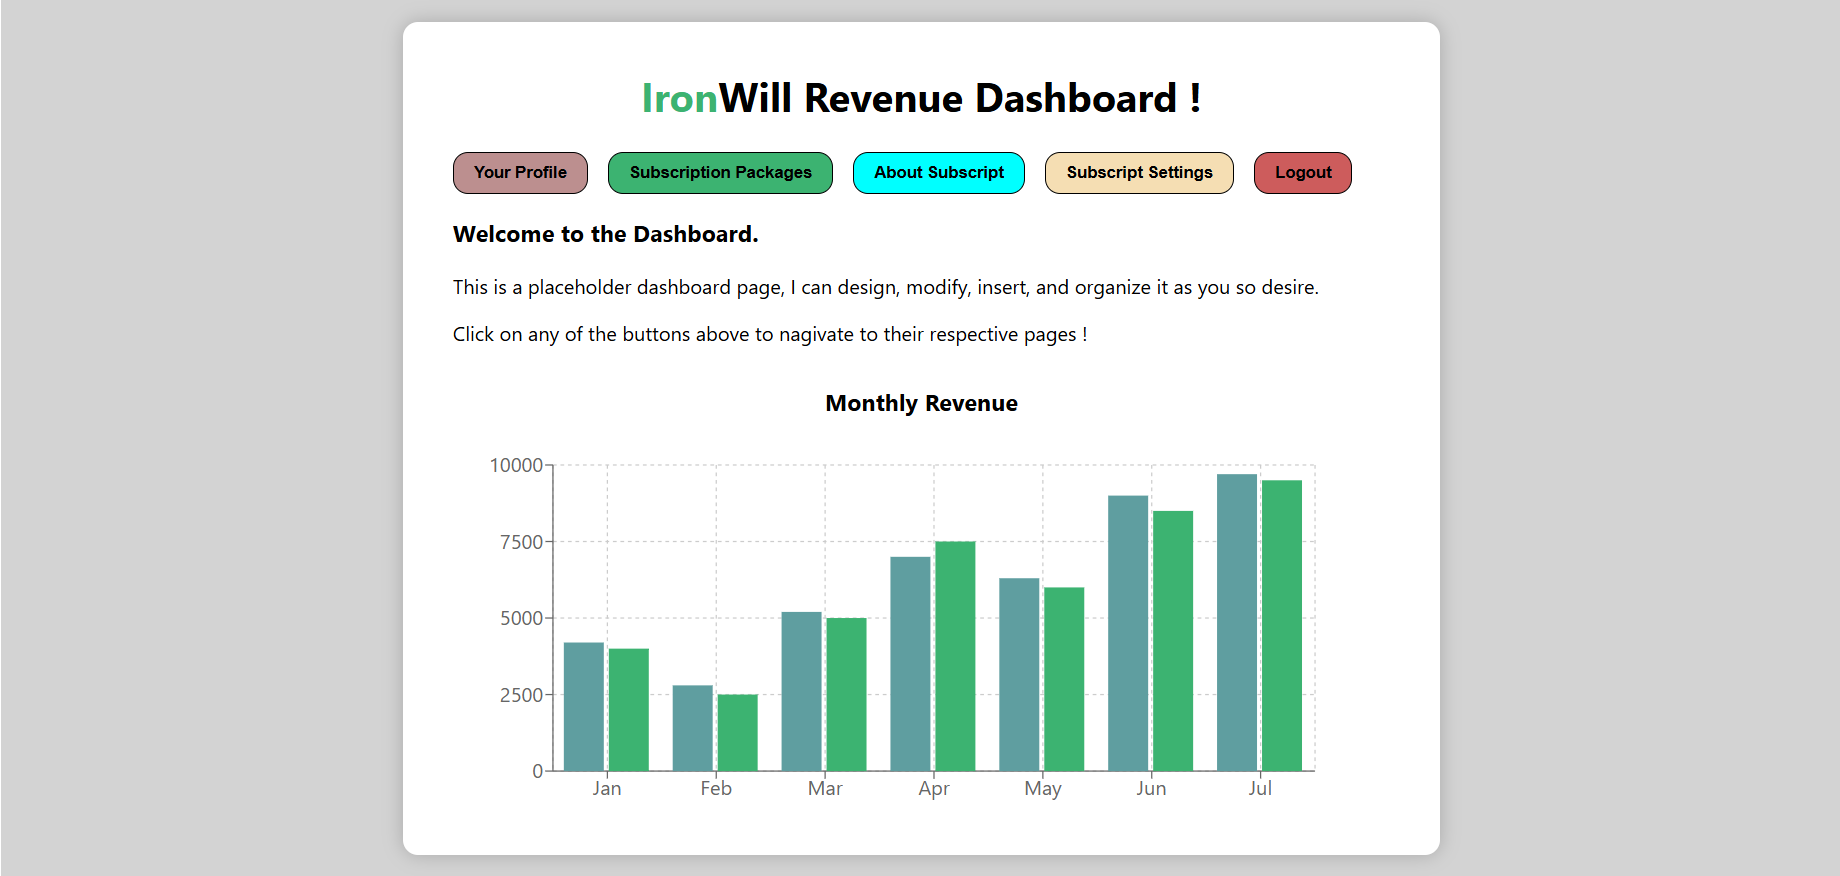 IronWill Revenue Dashboard !
Your Profile
Subscription Packages
About Subscript
Subscript Settings
Logout
Welcome to the Dashboard.
This is a placeholder dashboard page, I can design, modify, insert, and organize it as you so desire.
Click on any of the buttons above to nagivate to their respective pages !
Monthly Revenue
10000
7500
5000
2500
0
Jan
Feb
Mar
Apr
May
Jun
Jul